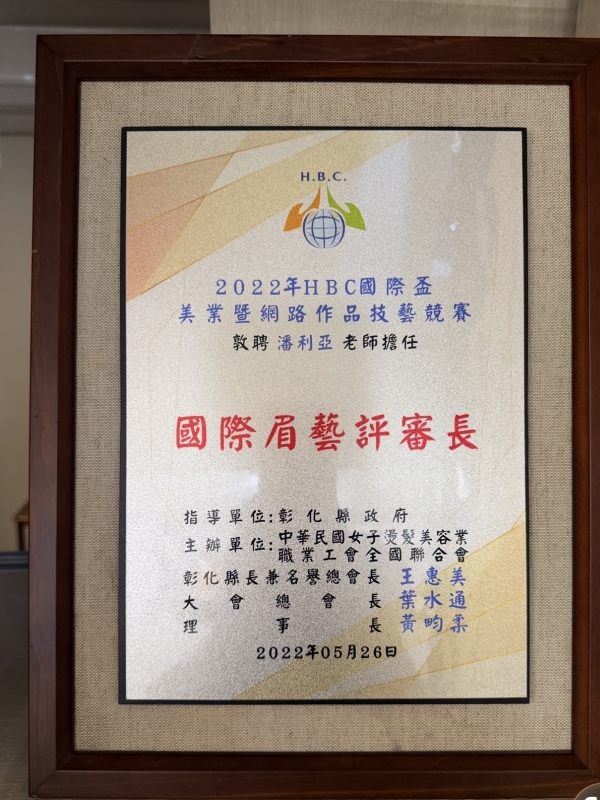 H.B.C.
2022年HBC國際盃
美業暨網路作品技藝競賽
敦聘 潘利亞 老師擔任
國際眉藝評審長
指導單位:彰化縣政府
主辦單位:中華民國女子燙髮美容業
職業工會全國聯合會
彰化縣長兼名譽總會長 王惠美
大會總會長 葉水通
理事長 黃畇柔
2022年05月26日